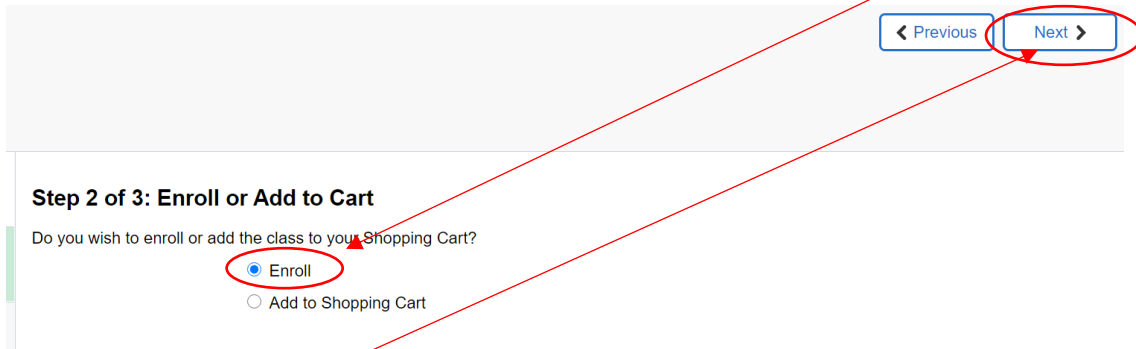 Previous Next
Step 2 of 3: Enroll or Add to Cart
Do you wish to enroll or add the class to your Shopping Cart?
Enroll
Add to Shopping Cart